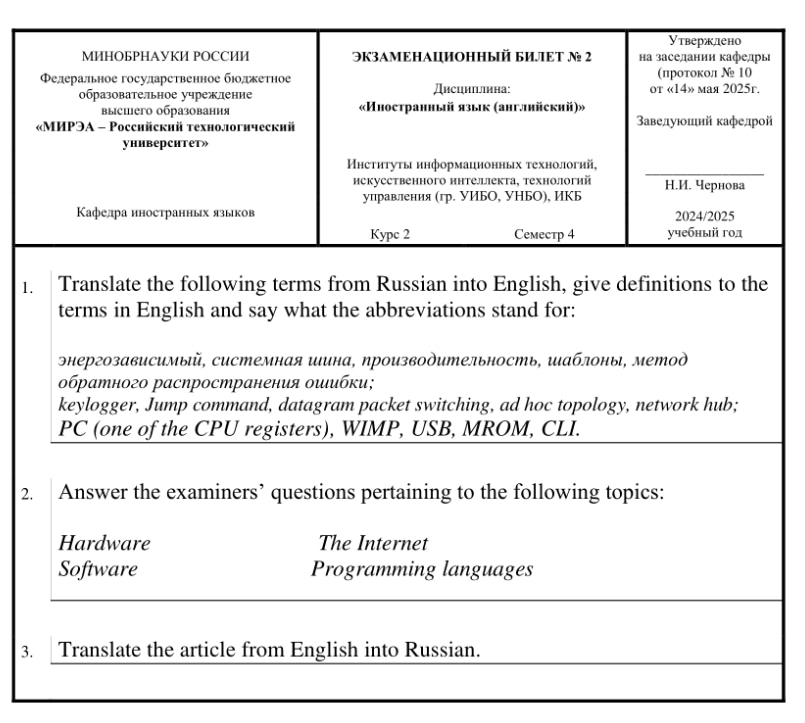 МИНОБРНАУКИ РОССИИ
Федеральное государственное бюджетное
образовательное учреждение
высшего образования
«МИРЭА – Российский технологический
университет»
Кафедра иностранных языков
ЭКЗАМЕНАЦИОННЫЙ БИЛЕТ № 2
Дисциплина:
«Иностранный язык (английский)»
Институты информационных технологий,
искусственного интеллекта, технологий
управления (гр. УИБО, УНБО), ИКБ
Курс 2 Семестр 4
Утверждено
на заседании кафедры
(протокол № 10
от «14» мая 2025г.
Заведующий кафедрой
Н.И. Чернова
2024/2025
учебный год
1. Translate the following terms from Russian into English, give definitions to the
terms in English and say what the abbreviations stand for:
энергозависимый, системная шина, производительность, шаблоны, метод
обратного распространения ошибки;
keylogger, Jump command, datagram packet switching, ad hoc topology, network hub;
PC (one of the CPU registers), WIMP, USB, MROM, CLI.
2. Answer the examiners’ questions pertaining to the following topics:
Hardware The Internet
Software Programming languages
3. Translate the article from English into Russian.